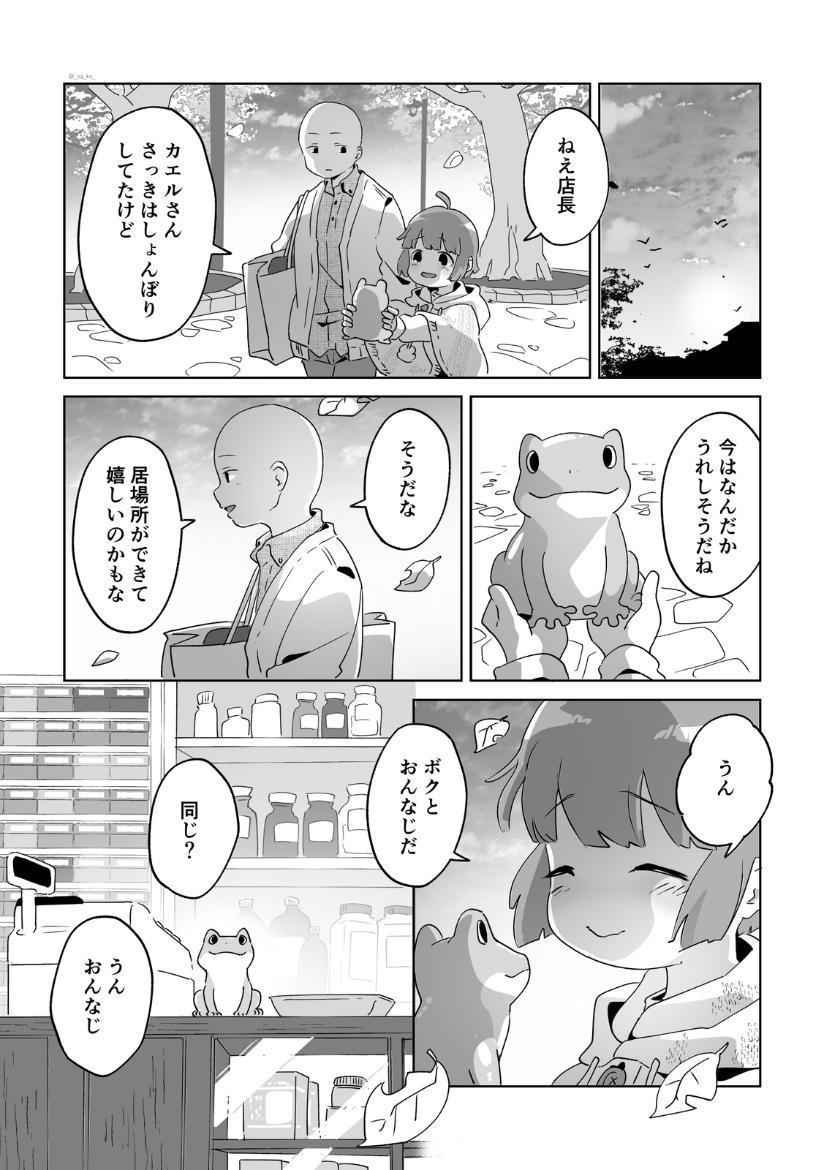 @_na_ko_
ねえ店長
カエルさん
さっきはしょんぼり
してたけど
今はなんだか
うれしそうだね
そうだな
居場所ができて
嬉しいのかもな
うん
ボクと
おんなじだ
同じ？
うん
おんなじ